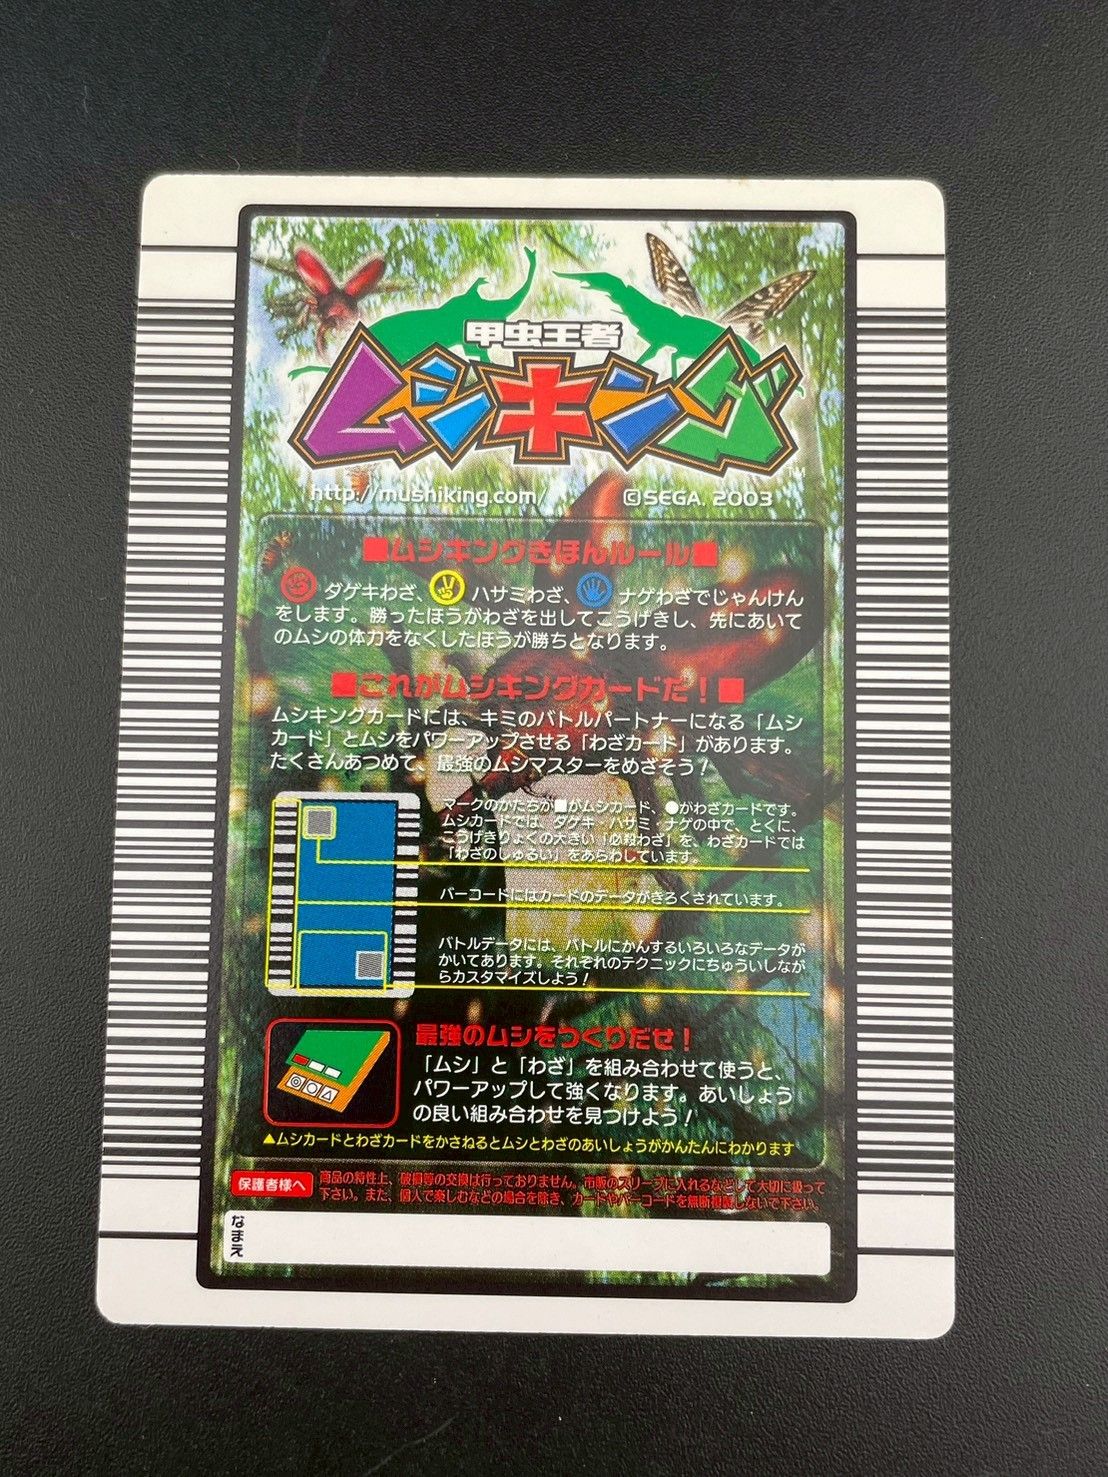 甲虫王者
ムシキング
TM
http://mushiking.com/
©SEGA, 2003
■ムシキングきほんルール■
ダゲキわざ、ハサミわざ、ナゲわざでじゃんけん
をします。勝ったほうがわざを出してこうげきし、先にあいて
のムシの体力をなくしたほうが勝ちとなります。
■これがムシキングカードだ！■
ムシキングカードには、キミのバトルパートナーになる「ムシ
カード」とムシをパワーアップさせる「わざカード」があります。
たくさんあつめて、最強のムシマスターをめざそう！
マークのかたちが■がムシカード、●がわざカードです。
ムシカードでは、ダゲキ・ハサミ・ナゲの中で、とくに、
こうげきりょくの大きい「必殺わざ」を、わざカードでは
「わざのしゅるい」をあらわしています。
バーコードにはカードのデータがきろくされています。
バトルデータには、バトルにかんするいろいろなデータが
かいてあります。それぞれのテクニックにちゅういしなが
らカスタマイズしよう！
最強のムシをつくりだせ！
「ムシ」と「わざ」を組み合わせて使うと、
パワーアップして強くなります。あいしょう
の良い組み合わせを見つけよう！
▲ムシカードとわざカードをかさねるとムシとわざのあいしょうがかんたんにわかります
保護者様へ
商品の特性上、破損等の交換は行っておりません。市販のスリーブに入れるなどして大切に扱って
下さい。また、個人で楽しむなどの場合を除き、カードやバーコードを無断複製しないで下さい。
なまえ